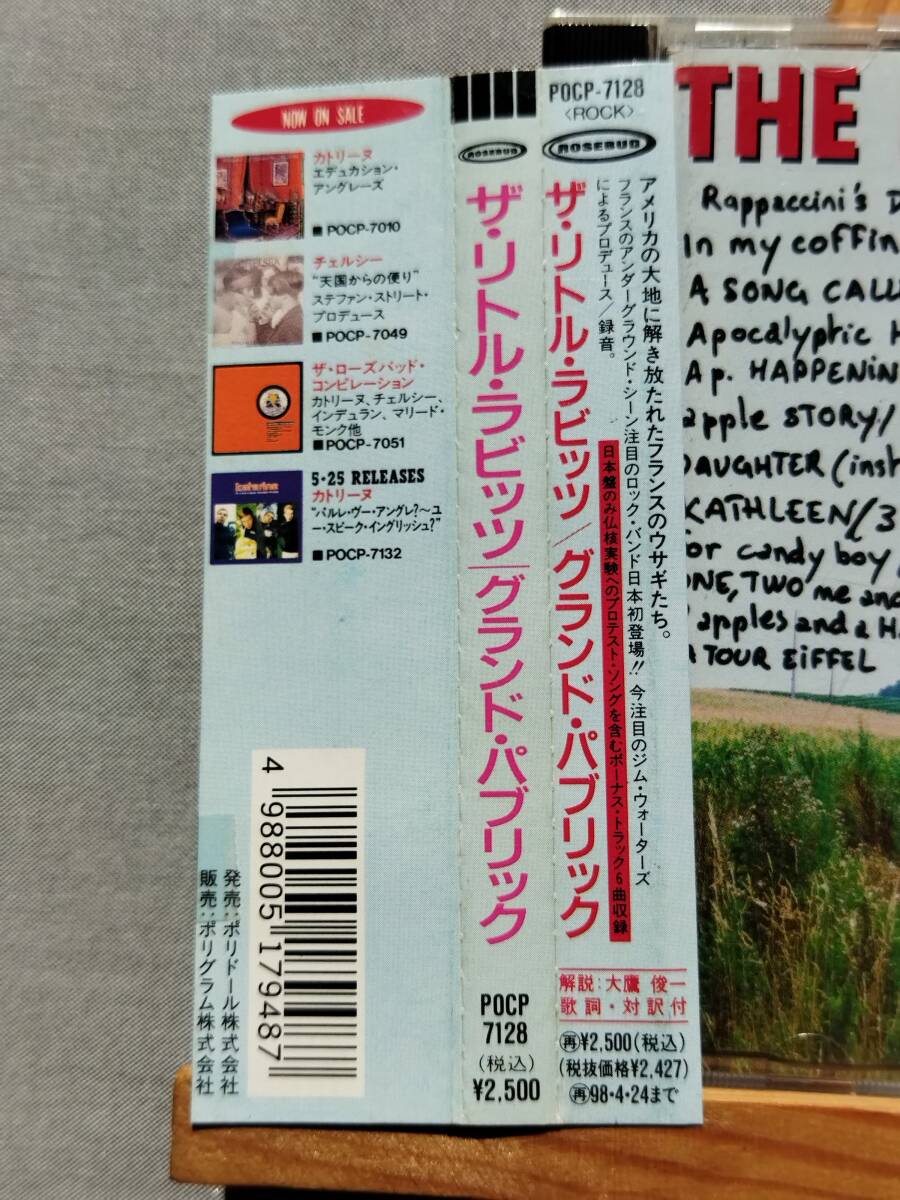 NOW ON SALE
カトリーヌ
エデュカション・
アングレーズ
■POCP-7010
チェルシー
"天国からの便り"
ステファン・ストリート・
プロデュース
■POCP-7049
ザ・ローズバッド・
コンピレーション
カトリーヌ、チェルシー、
インデュラン、マリード・
モンク他
■POCP-7051
5・25 RELEASES
カトリーヌ
"パルレ・ヴー・アングレ?〜ユ
ー・スピーク・イングリッシュ?"
■POCP-7132
4 988005 179487
発売:ポリドール株式会社
販売:ポリグラム株式会社
ROSEBUD
ザ・リトル・ラビッツ/グランド・パブリック
POCP
7128
(税込)
¥2,500
POCP-7128
〈ROCK〉
ROSEBUD
アメリカの大地に解き放たれたフランスのウサギたち。
フランスのアンダーグラウンド・シーン注目のロック・バンド日本初登場!! 今注目のジム・ウォーターズ
によるプロデュース/録音。
日本盤のみ仏核実験へのプロテスト・ソングを含むボーナス・トラック6曲収録
ザ・リトル・ラビッツ/グランド・パブリック
解説:大鷹 俊一
歌詞・対訳付
再¥2,500(税込)
(税抜価格¥2,427)
再98・4・24まで
THE
Rappaccini's D
In my coffin
A SONG CALL
Apocalyptic H
Ap. HAPPENIN
apple STORY/
DAUGHTER (inst
KATHLEEN (3
for candy boy
ONE, TWO me and
apples and a H
TOUR EiFFEL